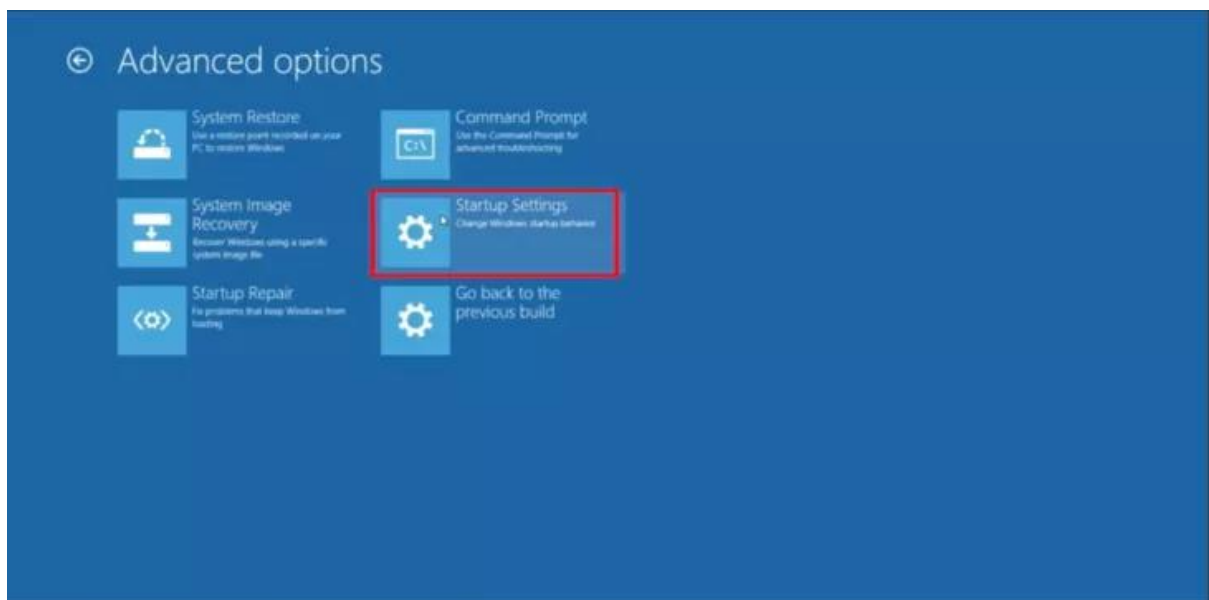 Advanced options
System Restore
Use a restore point recorded on your
PC to restore Windows
Command Prompt
Use the Command Prompt for
advanced troubleshooting
C:\
System Image
Recovery
Recover Windows using a specific
system image file
Startup Settings
Change Windows startup behavior
Startup Repair
Fix problems that keep Windows from
loading
Go back to the
previous build